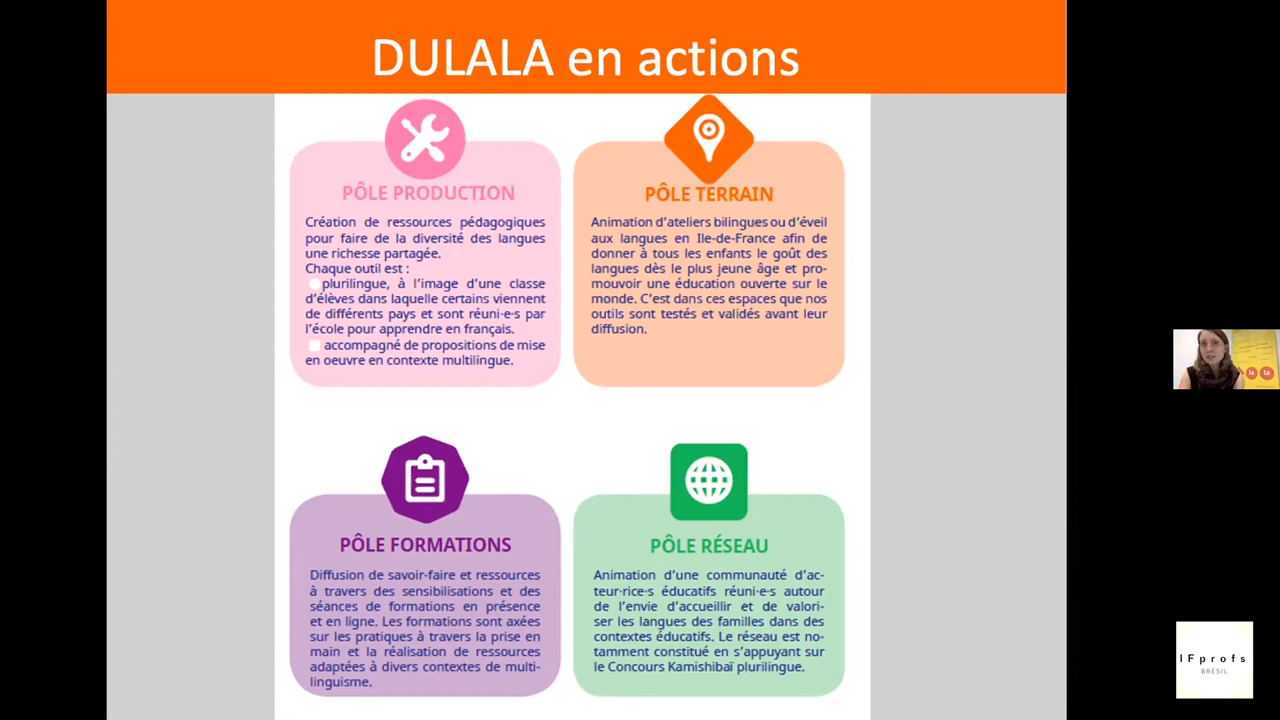 DULALA en actions
PÔLE PRODUCTION
Création de ressources pédagogiques
pour faire de la diversité des langues
une richesse partagée.
Chaque outil est :
plurilingue, à l'image d'une classe
d'élèves dans laquelle certains viennent
de différents pays et sont réuni·e·s par
l'école pour apprendre en français.
accompagné de propositions de mise
en oeuvre en contexte multilingue.
PÔLE TERRAIN
Animation d'ateliers bilingues ou d'éveil
aux langues en Ile-de-France afin de
donner à tous les enfants le goût des
langues dès le plus jeune âge et pro-
mouvoir une éducation ouverte sur le
monde. C'est dans ces espaces que nos
outils sont testés et validés avant leur
diffusion.
PÔLE FORMATIONS
Diffusion de savoir-faire et ressources
à travers des sensibilisations et des
séances de formations en présence
et en ligne. Les formations sont axées
sur les pratiques à travers la prise en
main et la réalisation de ressources
adaptées à divers contextes de multi-
linguisme.
PÔLE RÉSEAU
Animation d'une communauté d'ac-
teur·rice·s éducatifs réuni·e·s autour
de l'envie d'accueillir et de valori-
ser les langues des familles dans des
contextes éducatifs. Le réseau est no-
tamment constitué en s'appuyant sur
le Concours Kamishibaï plurilingue.
la la
IFprofs
BRÉSIL